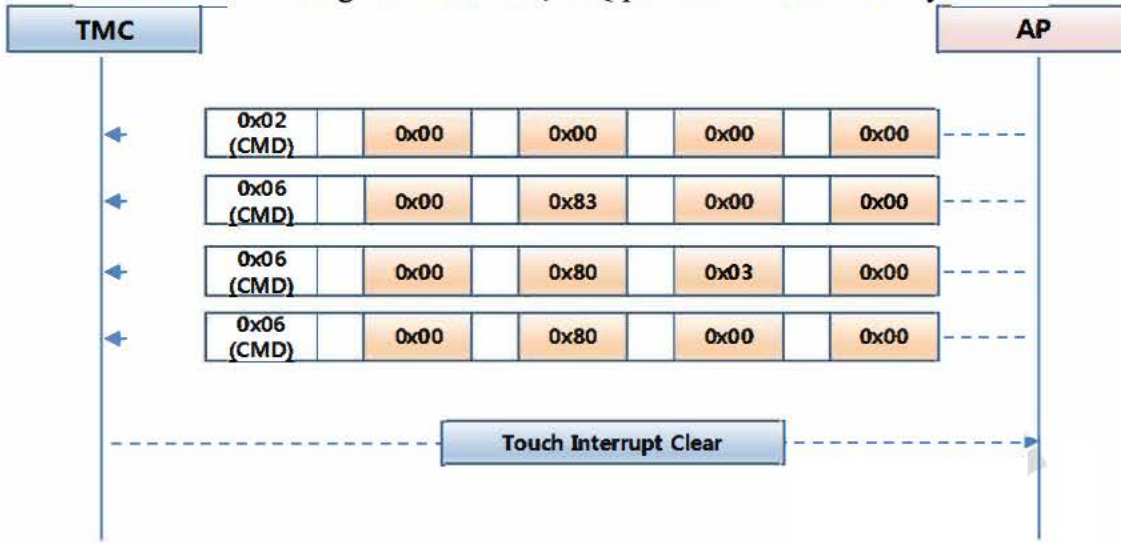 TMC
AP
0x02 0x00 0x00 0x00 0x00
(CMD)
0x06 0x00 0x83 0x00 0x00
(CMD)
0x06 0x00 0x80 0x03 0x00
(CMD)
0x06 0x00 0x80 0x00 0x00
(CMD)
Touch Interrupt Clear